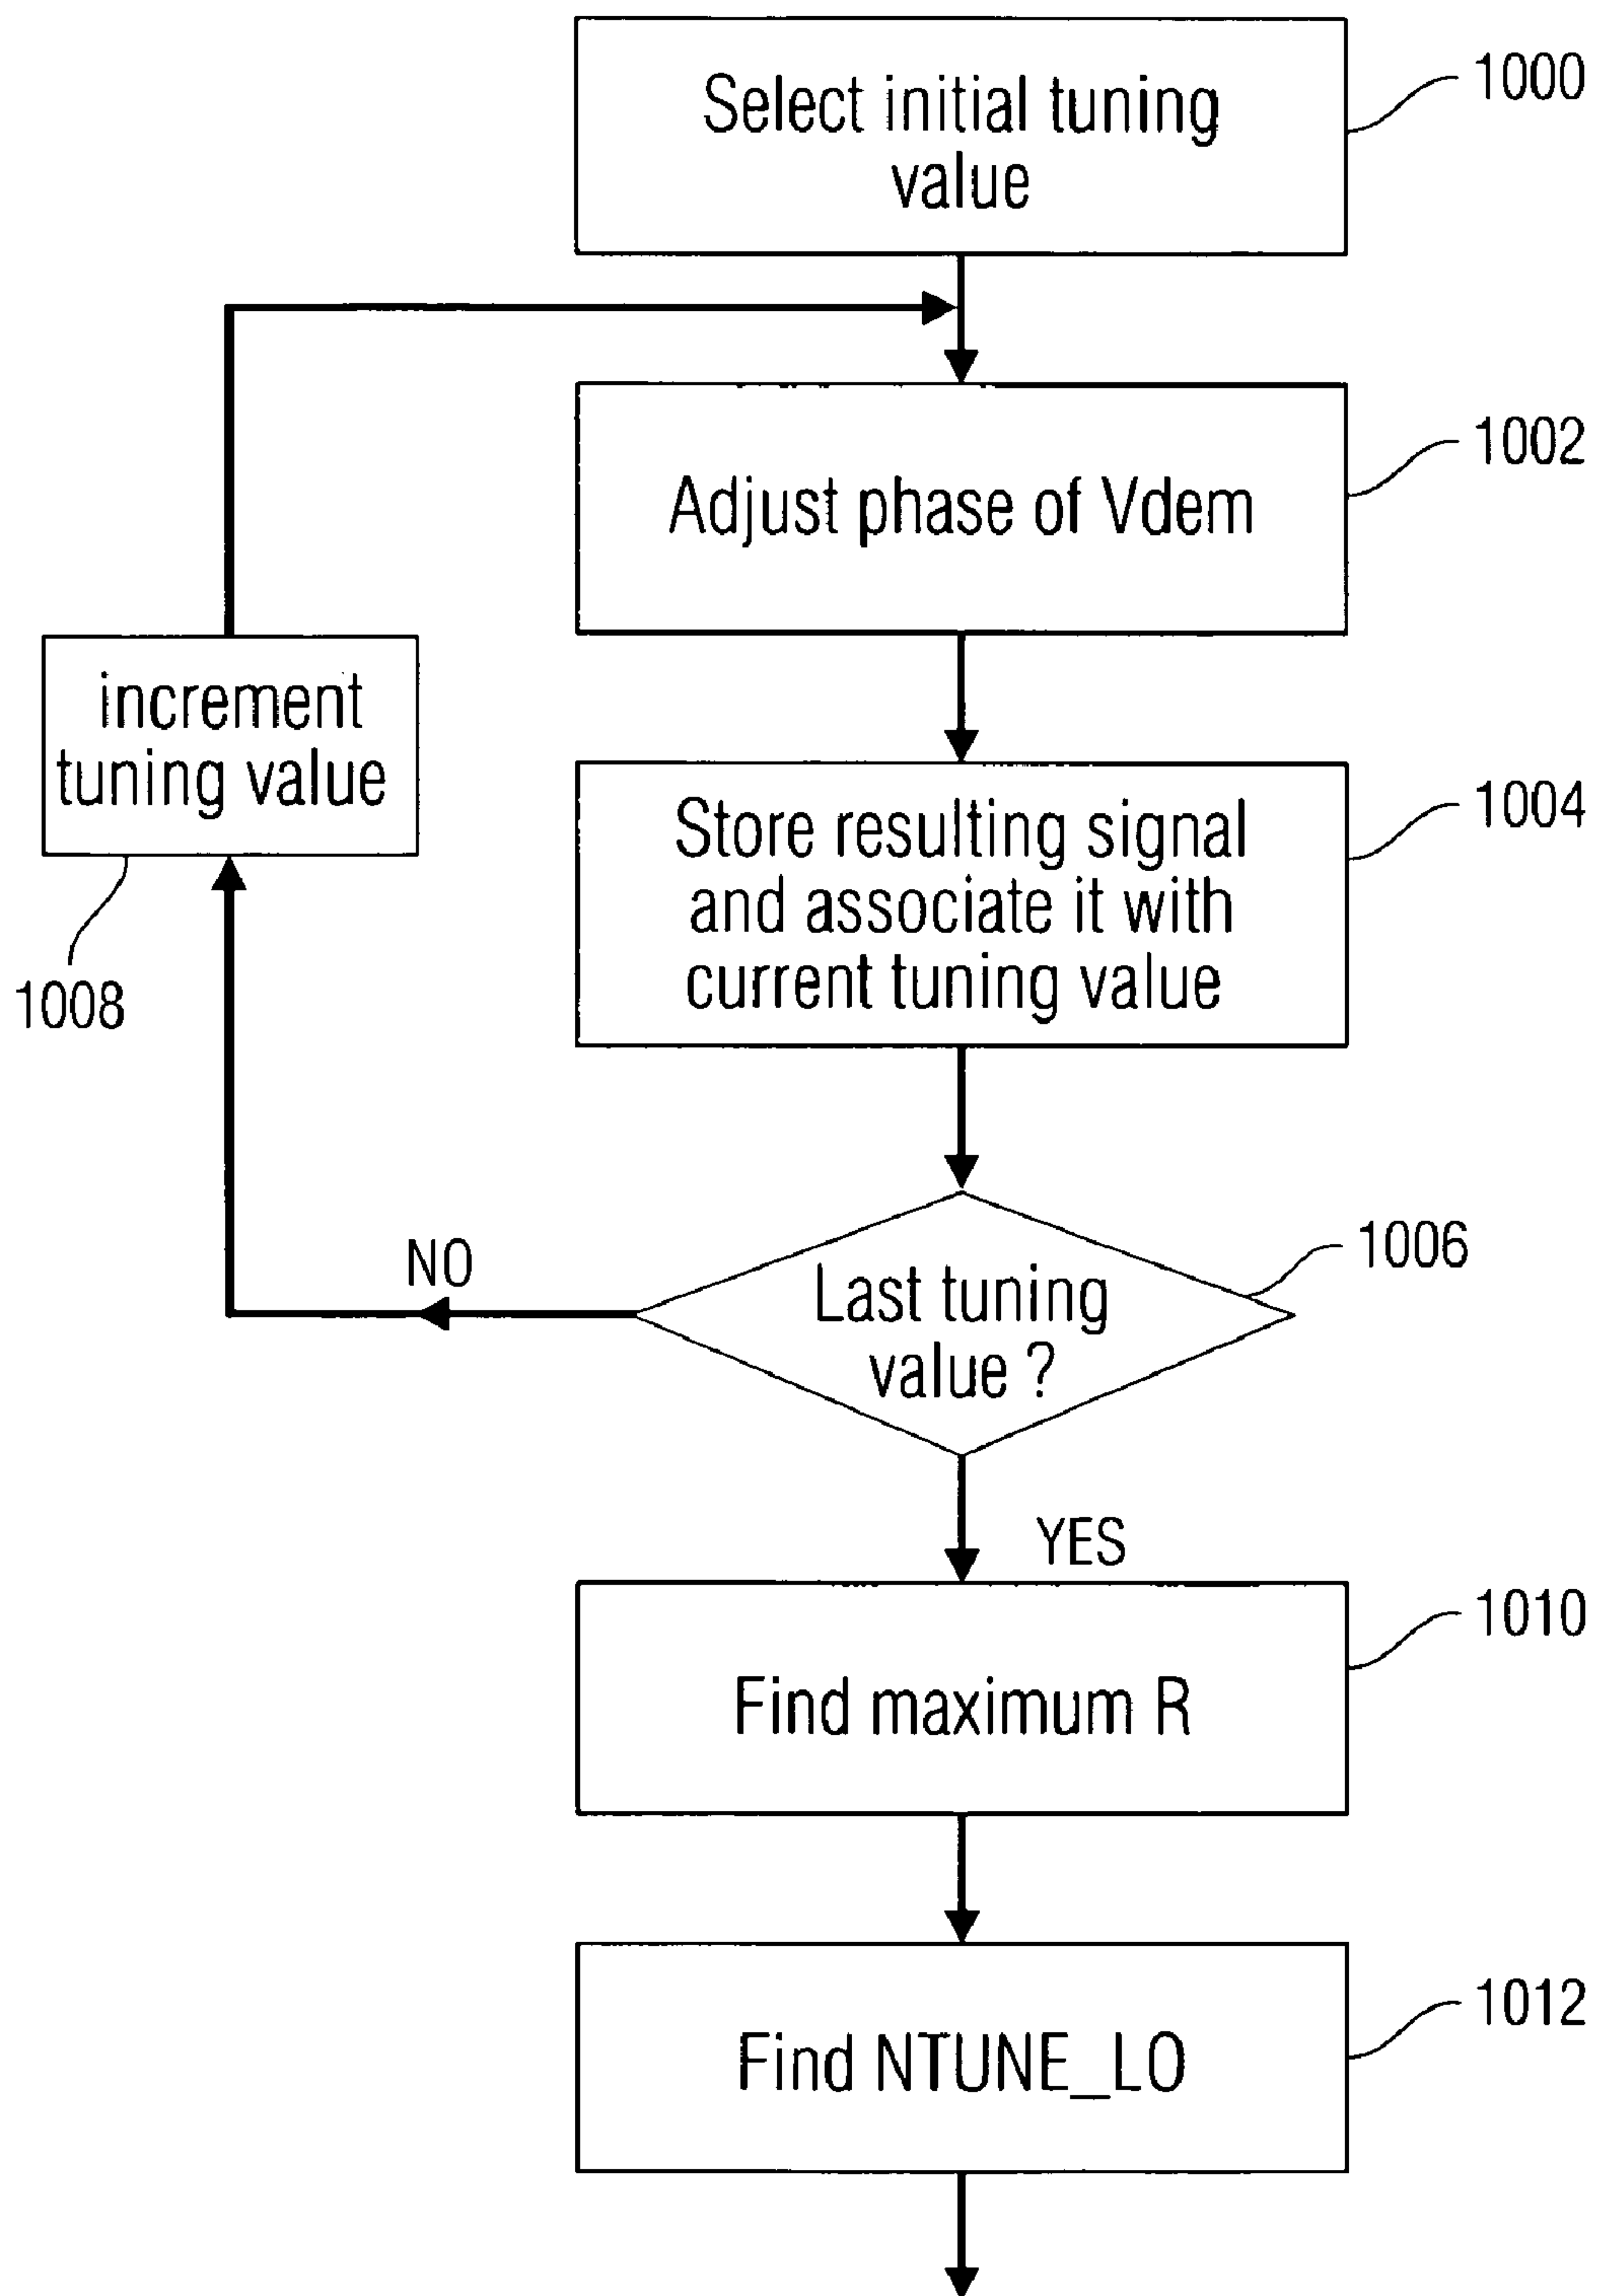 Select initial tuning
value
1000
Adjust phase of Vdem
1002
increment
tuning value
1008
Store resulting signal
and associate it with
current tuning value
1004
Last tuning
value ?
1006
NO
YES
Find maximum R
1010
Find NTUNE_LO
1012